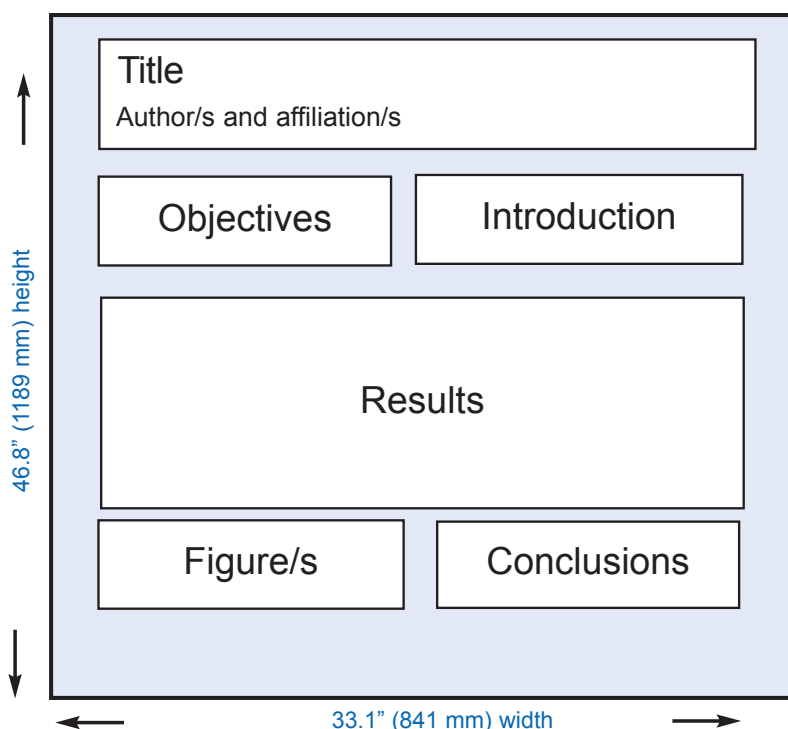 Title
Author/s and affiliation/s
Objectives
Introduction
46.8” (1189 mm) height
Results
Figure/s
Conclusions
33.1” (841 mm) width